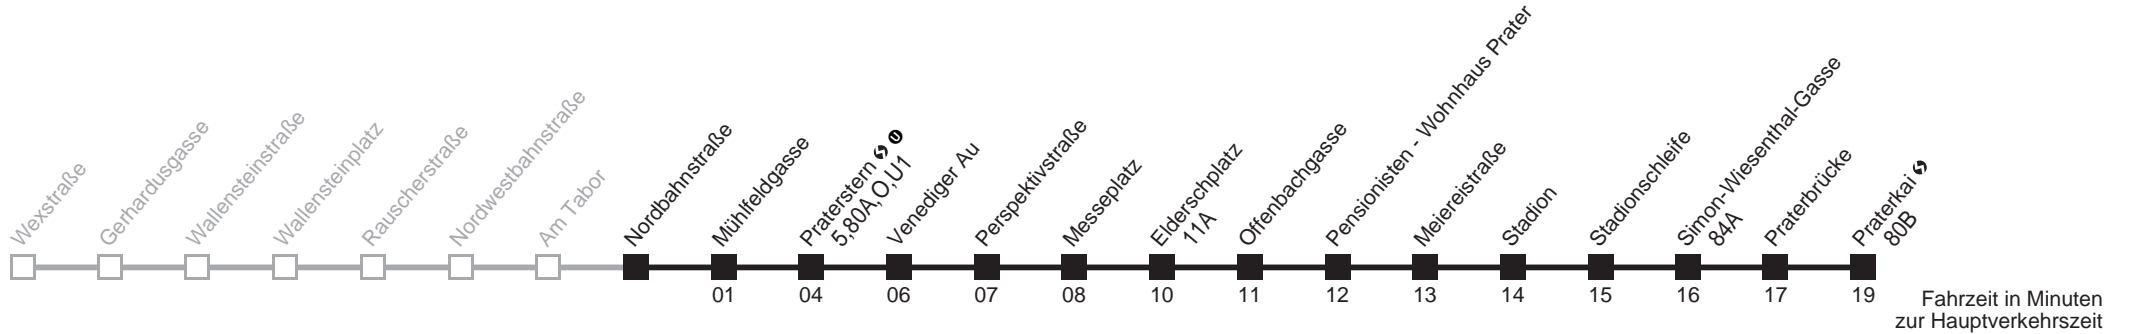 Wexstraße
Gerhardusgasse
Wallensteinstraße
Wallensteinplatz
Rauscherstraße
Nordwestbahnstraße
Am Tabor
Nordbahnstraße
Mühlfeldgasse
Praterstern S U
5,80A,O,U1
Venediger Au
Perspektivstraße
Messeplatz
Elderschplatz
11A
Offenbachgasse
Pensionisten - Wohnhaus Prater
Meiereistraße
Stadion
Stadionschleife
Simon-Wiesenthal-Gasse
84A
Praterbrücke
Praterkai S
80B
01 04 06 07 08 10 11 12 13 14 15 16 17 19
Fahrzeit in Minuten
zur Hauptverkehrszeit